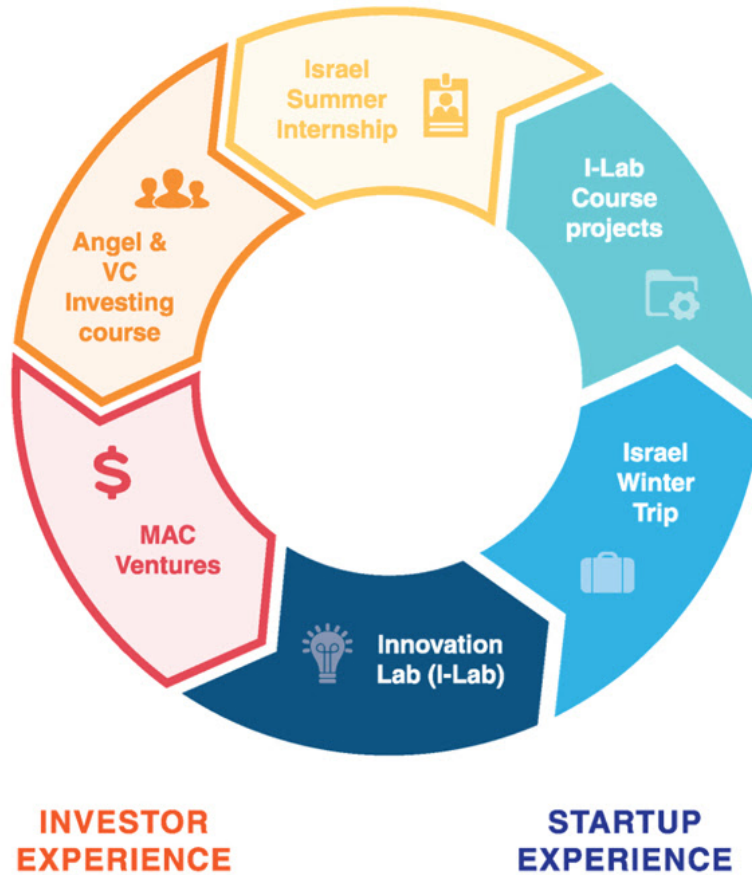 Israel
Summer
Internship
I-Lab
Course
projects
Israel
Winter
Trip
Innovation
Lab (I-Lab)
MAC
Ventures
Angel &
VC
Investing
course
$
INVESTOR
EXPERIENCE
STARTUP
EXPERIENCE